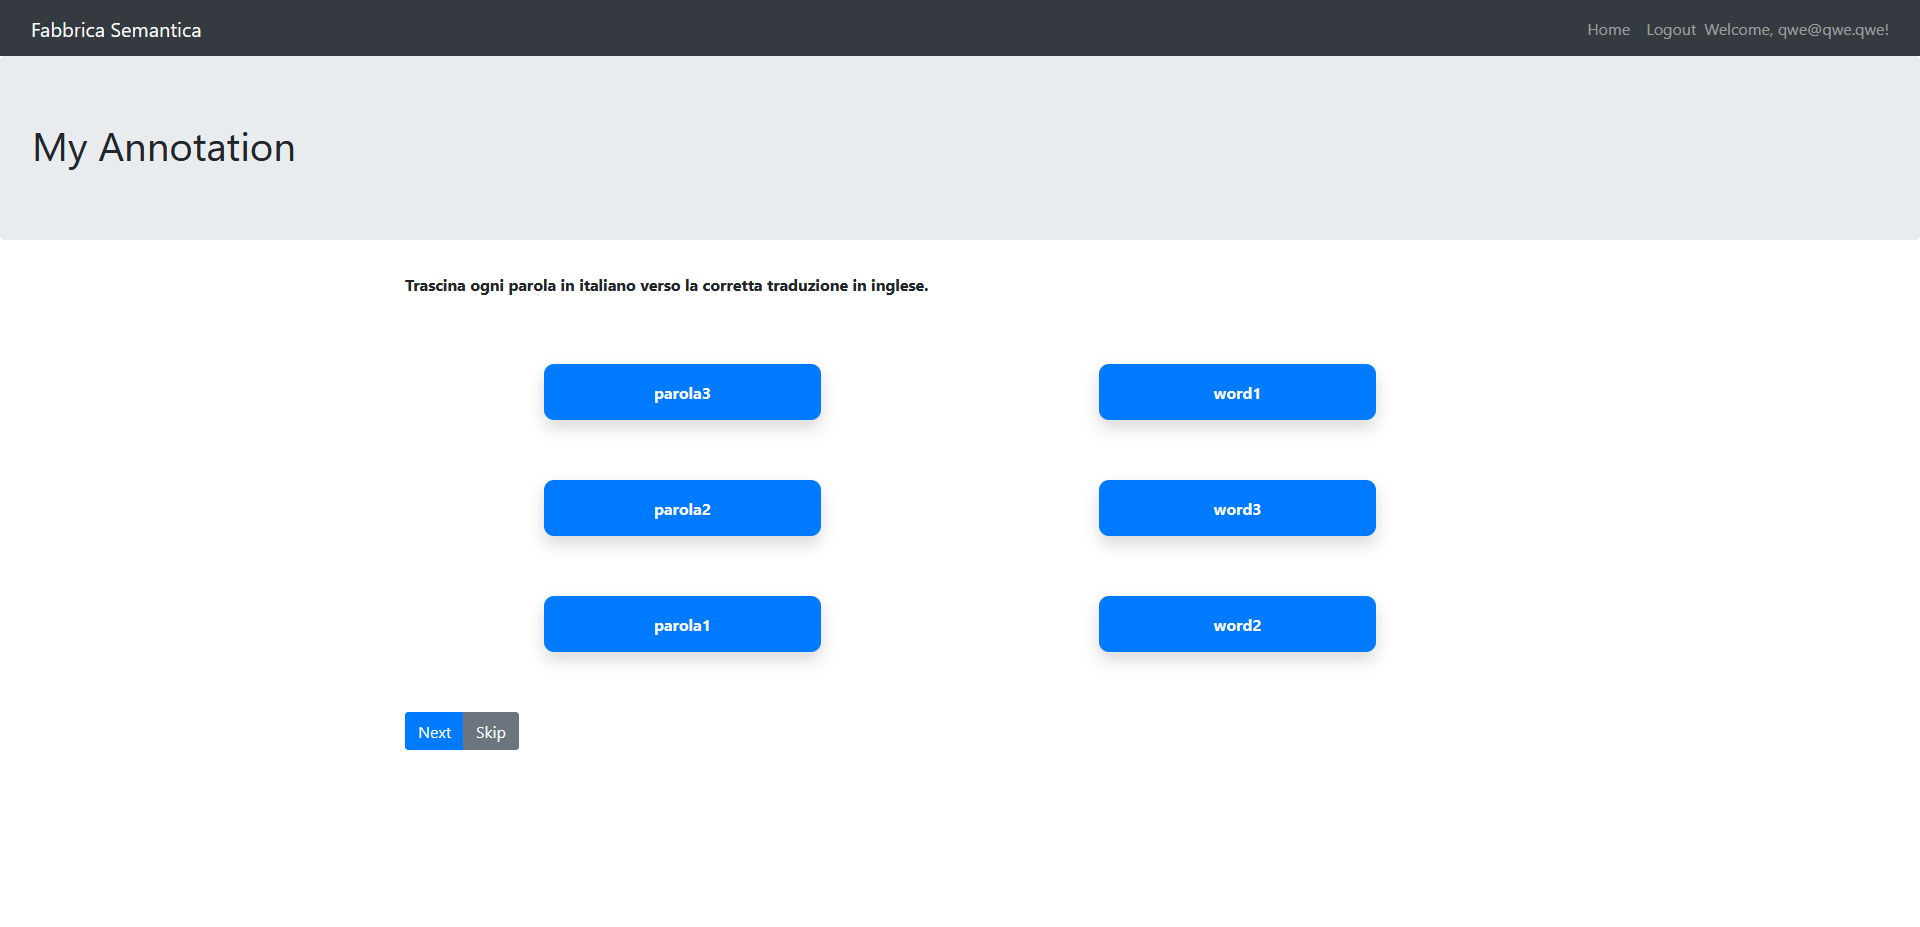 Fabbrica Semantica
Home Logout Welcome, qwe@qwe.qwe!
My Annotation
Trascina ogni parola in italiano verso la corretta traduzione in inglese.
parola3 word1
parola2 word3
parola1 word2
Next Skip